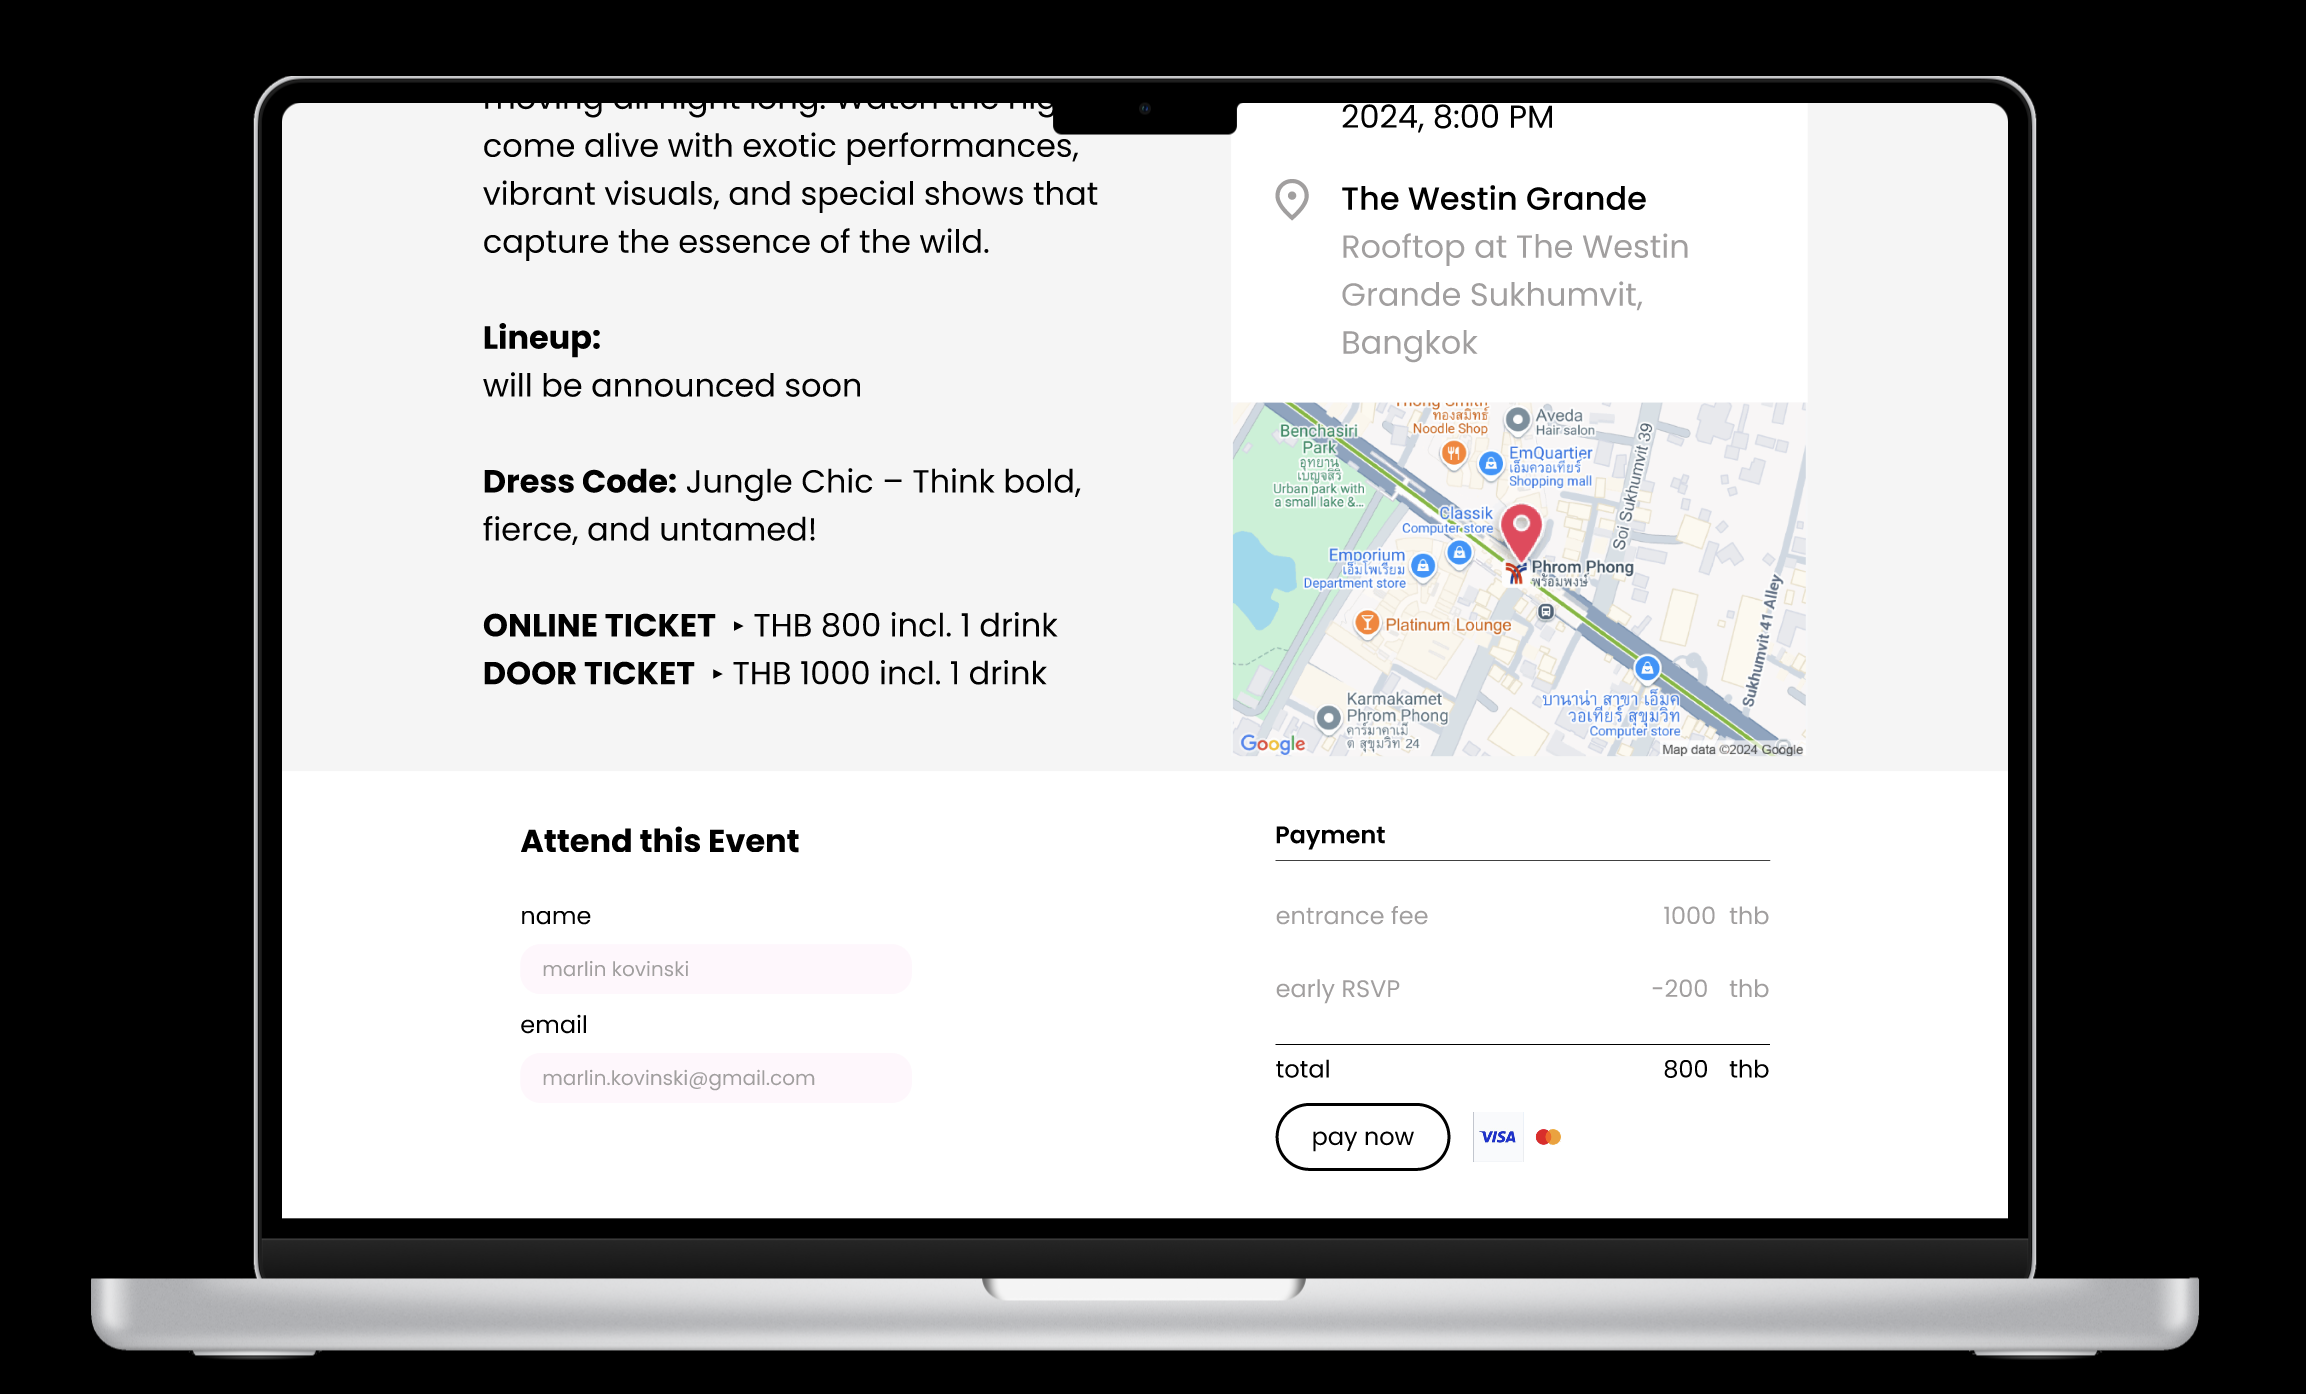 moving all night long. Watch the
come alive with exotic performances,
vibrant visuals, and special shows that
capture the essence of the wild.
Lineup:
will be announced soon
Dress Code: Jungle Chic – Think bold,
fierce, and untamed!
ONLINE TICKET ▸ THB 800 incl. 1 drink
DOOR TICKET ▸ THB 1000 incl. 1 drink
2024, 8:00 PM
The Westin Grande
Rooftop at The Westin
Grande Sukhumvit,
Bangkok
Thong Smith
ทองสมิทธ์
Noodle Shop
Aveda
Hair salon
Benchasiri
Park
อุทยาน
เบญจสิริ
Urban park with
a small lake &...
EmQuartier
เอ็มควอเทียร์
Shopping mall
Soi Sukhumvit 39
Classik
Computer store
Emporium
เอ็มโพเรียม
Department store
Phrom Phong
พร้อมพงษ์
Platinum Lounge
Sukhumvit 41 Alley
Karmakamet
Phrom Phong
คาร์มาคาเม็
ต สุขุมวิท 24
บานาน่า สาขา เอ็มค
วอเทียร์ สุขุมวิท
Computer store
Google
Map data ©2024 Google
Attend this Event
name
marlin kovinski
email
marlin.kovinski@gmail.com
Payment
entrance fee 1000 thb
early RSVP -200 thb
total 800 thb
pay now
VISA